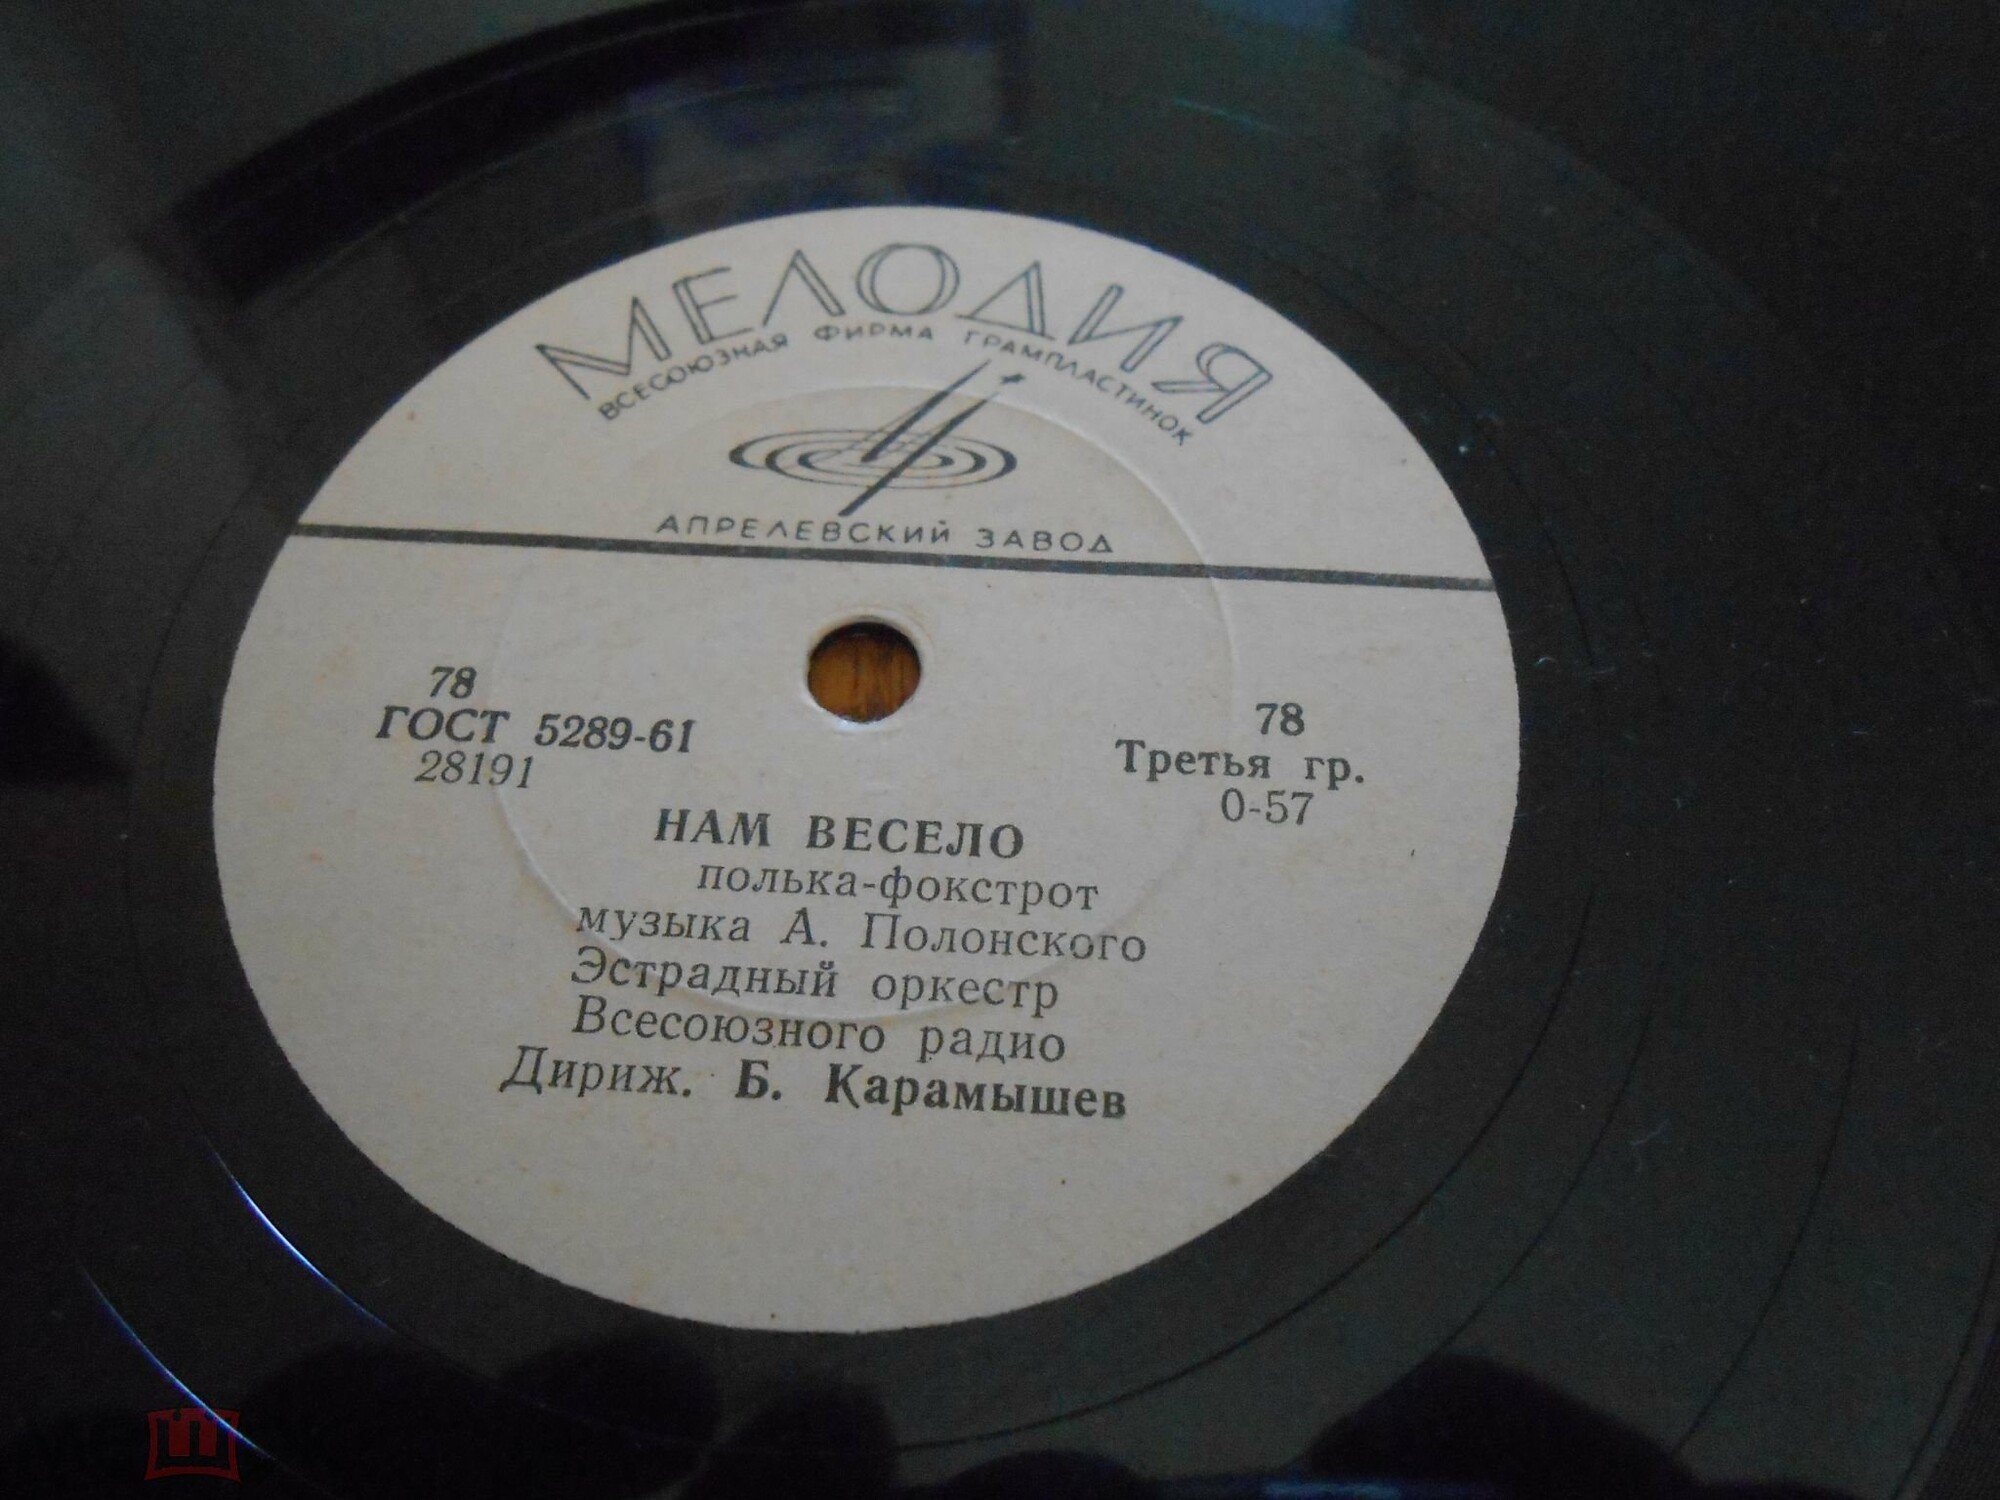 МЕЛОДИЯ
ВСЕСОЮЗНАЯ ФИРМА ГРАМПЛАСТИНОК
АПРЕЛЕВСКИЙ ЗАВОД
78
ГОСТ 5289-61
28191
78
Третья гр.
0-57
НАМ ВЕСЕЛО
полька-фокстрот
музыка А. Полонского
Эстрадный оркестр
Всесоюзного радио
Дириж. Б. Карамышев